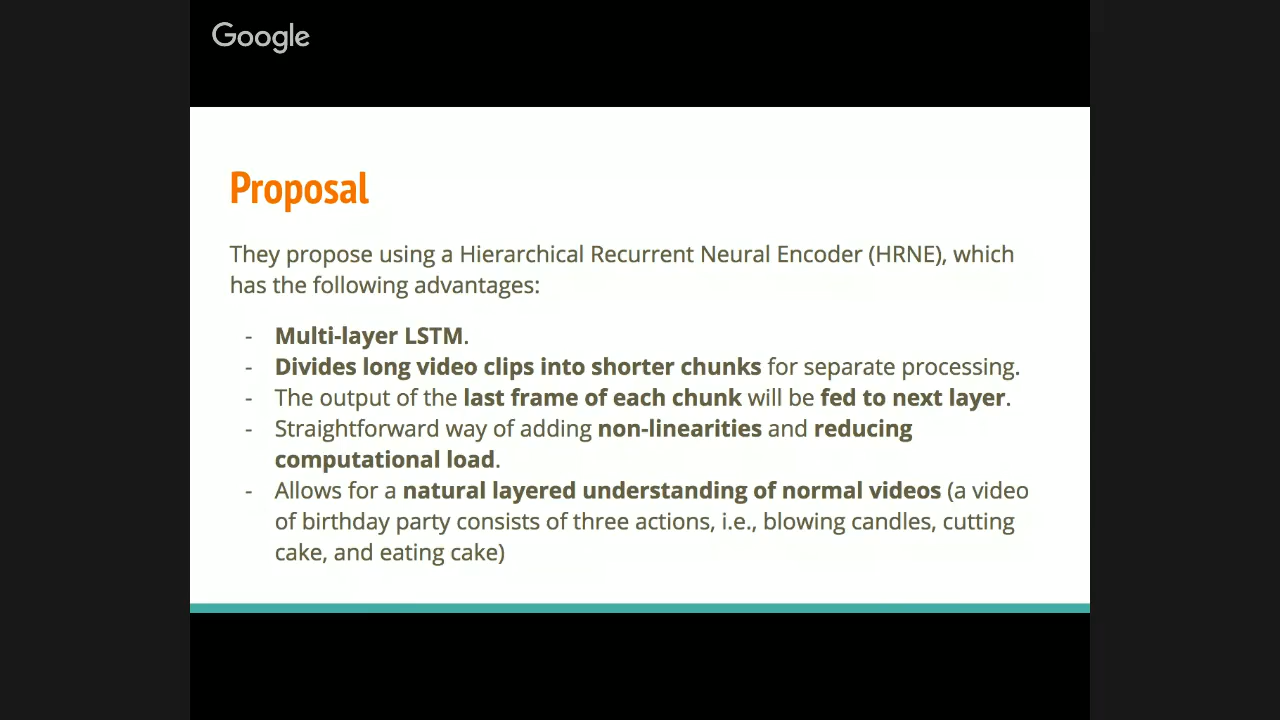 Google
Proposal
They propose using a Hierarchical Recurrent Neural Encoder (HRNE), which
has the following advantages:
- Multi-layer LSTM.
- Divides long video clips into shorter chunks for separate processing.
- The output of the last frame of each chunk will be fed to next layer.
- Straightforward way of adding non-linearities and reducing
computational load.
- Allows for a natural layered understanding of normal videos (a video
of birthday party consists of three actions, i.e., blowing candles, cutting
cake, and eating cake)